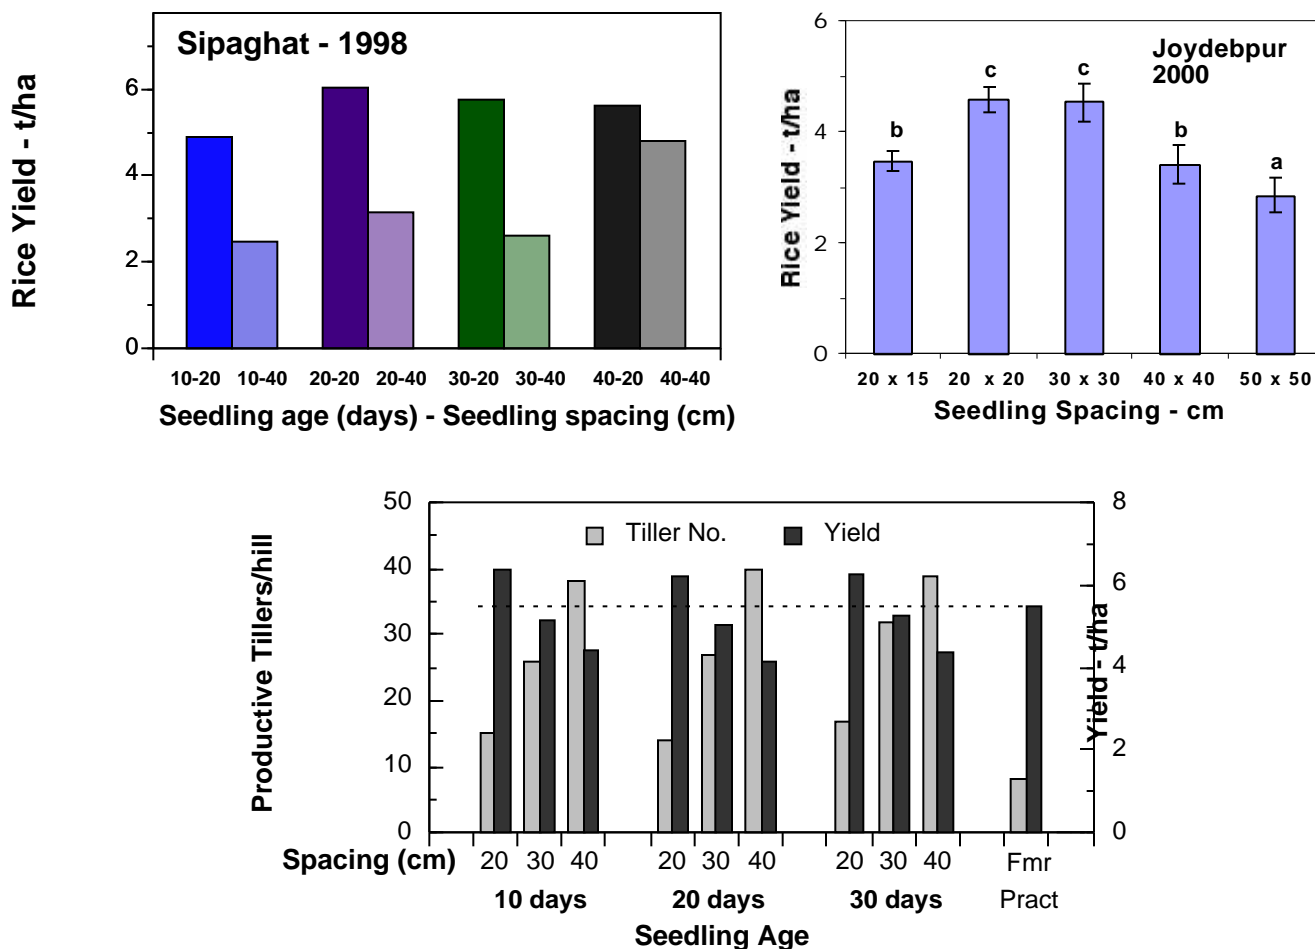 Sipaghat - 1998
Rice Yield - t/ha
6
4
2
0
10-20 10-40 20-20 20-40 30-20 30-40 40-20 40-40
Seedling age (days) - Seedling spacing (cm)
Joydebpur
2000
Rice Yield - t/ha
6
4
2
0
b c c b a
20 x 15 20 x 20 30 x 30 40 x 40 50 x 50
Seedling Spacing - cm
Productive Tillers/hill
50
40
30
20
10
0
Tiller No. Yield
8
6
4
2
0
Yield - t/ha
Spacing (cm) 20 30 40 20 30 40 20 30 40 Fmr
10 days 20 days 30 days Pract
Seedling Age